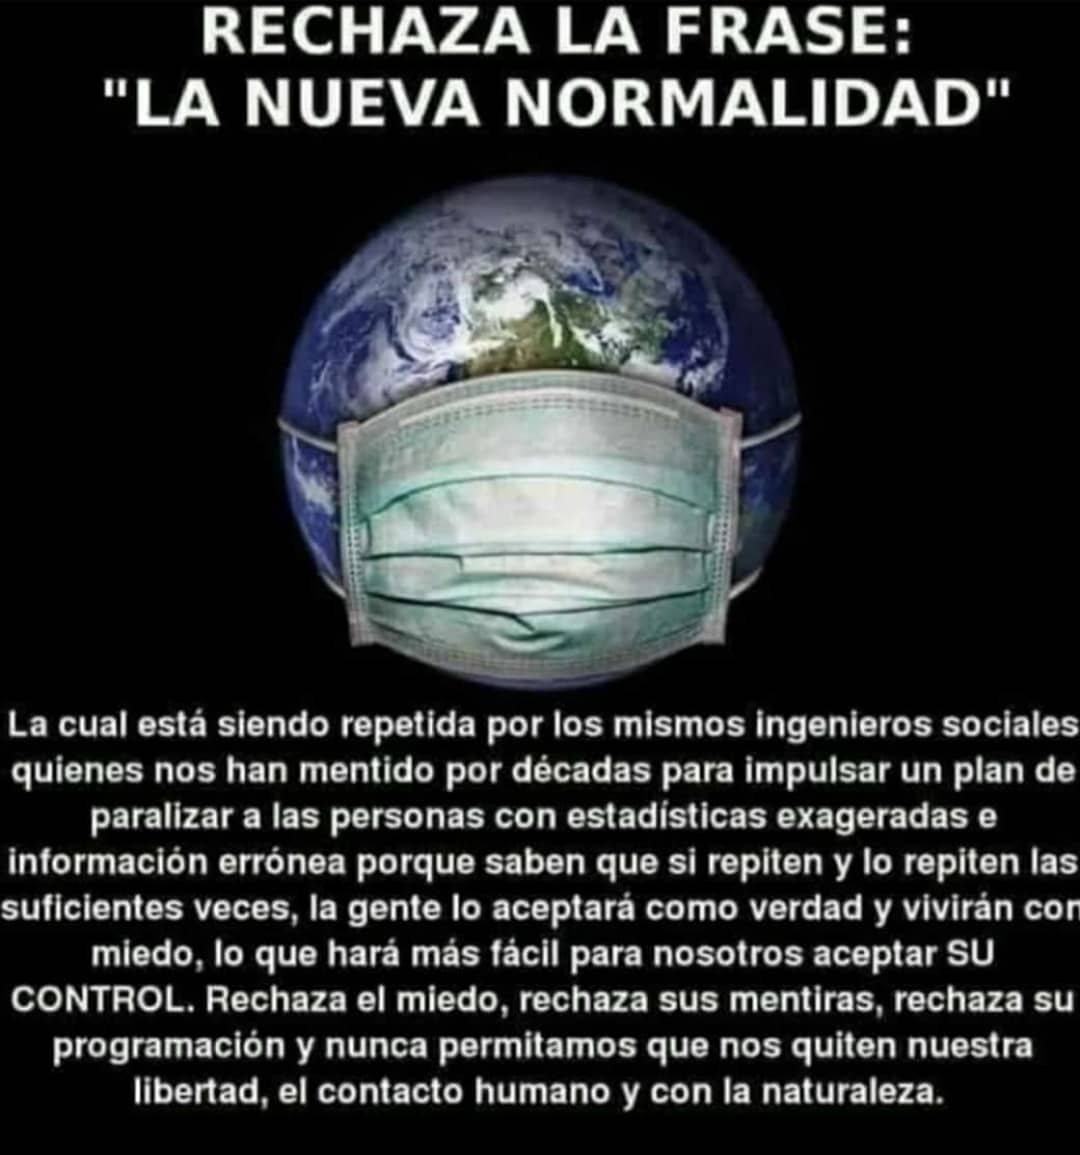 RECHAZA LA FRASE:
"LA NUEVA NORMALIDAD"
La cual está siendo repetida por los mismos ingenieros sociales
quienes nos han mentido por décadas para impulsar un plan de
paralizar a las personas con estadísticas exageradas e
información errónea porque saben que si repiten y lo repiten las
suficientes veces, la gente lo aceptará como verdad y vivirán con
miedo, lo que hará más fácil para nosotros aceptar SU
CONTROL. Rechaza el miedo, rechaza sus mentiras, rechaza su
programación y nunca permitamos que nos quiten nuestra
libertad, el contacto humano y con la naturaleza.